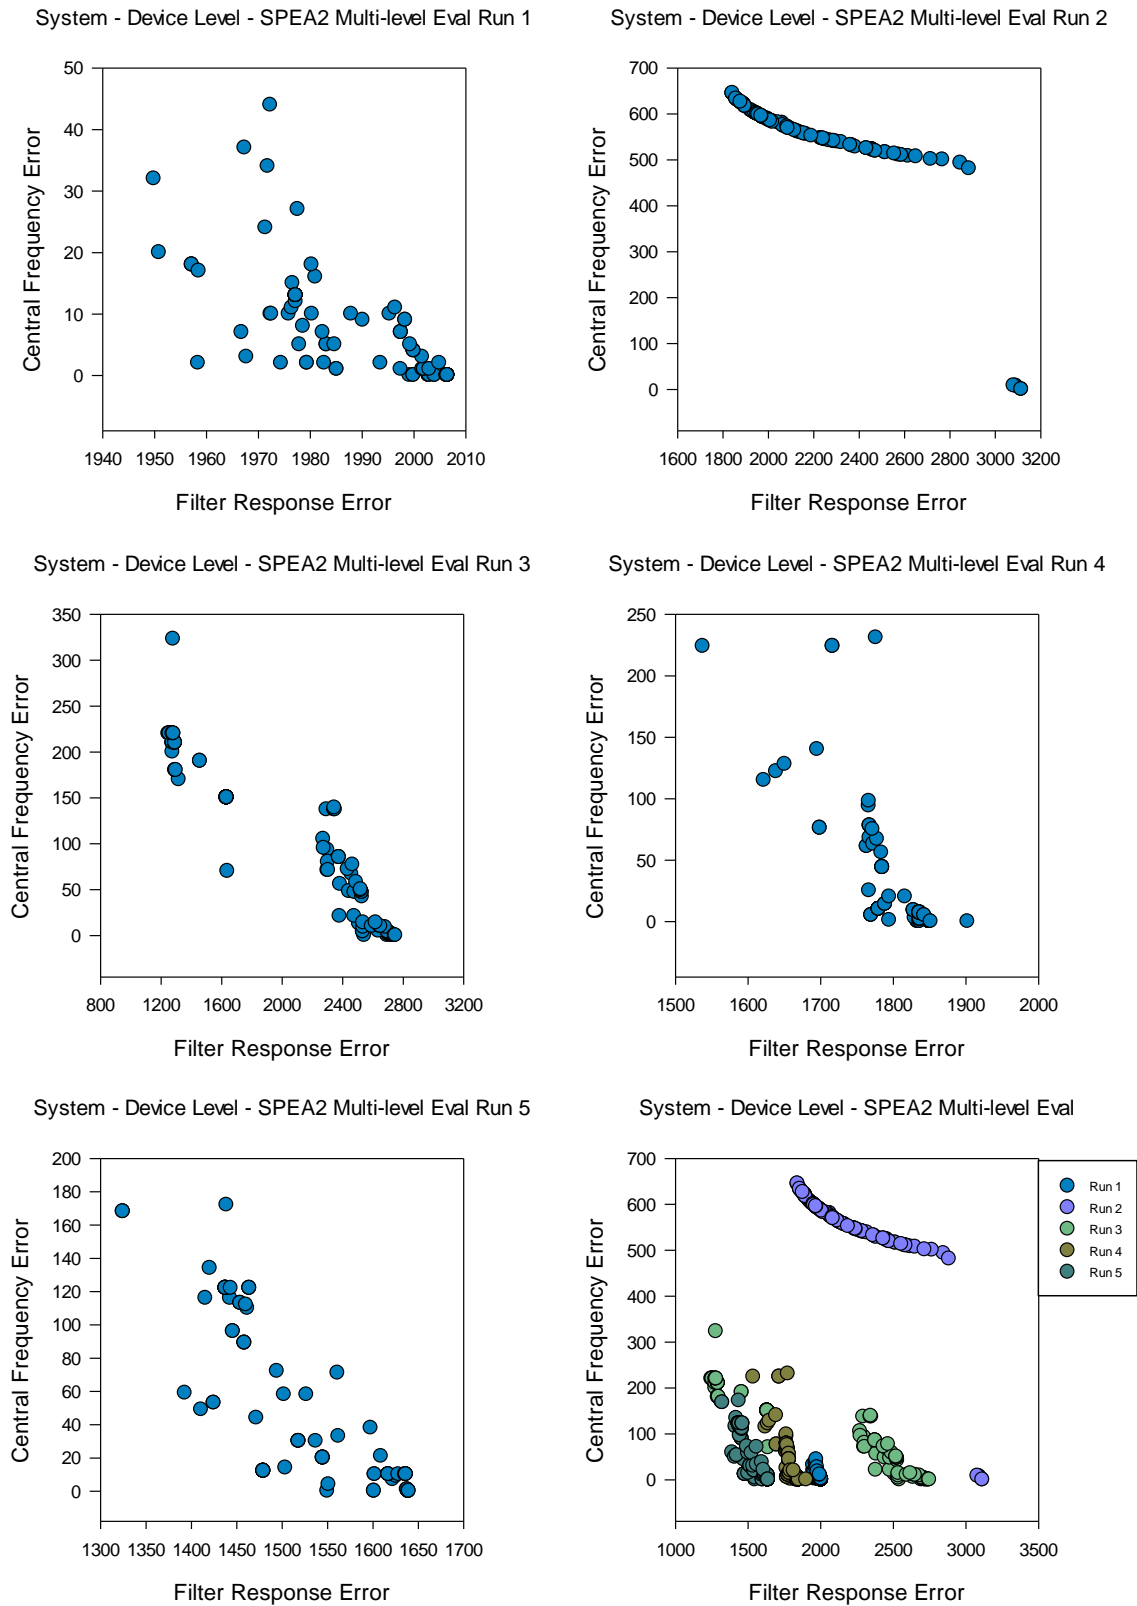 System - Device Level - SPEA2 Multi-level Eval Run 1
50
40
30
20
10
0
Central Frequency Error
1940 1950 1960 1970 1980 1990 2000 2010
Filter Response Error
System - Device Level - SPEA2 Multi-level Eval Run 2
700
600
500
400
300
200
100
0
Central Frequency Error
1600 1800 2000 2200 2400 2600 2800 3000 3200
Filter Response Error
System - Device Level - SPEA2 Multi-level Eval Run 3
350
300
250
200
150
100
50
0
Central Frequency Error
800 1200 1600 2000 2400 2800 3200
Filter Response Error
System - Device Level - SPEA2 Multi-level Eval Run 4
250
200
150
100
50
0
Central Frequency Error
1500 1600 1700 1800 1900 2000
Filter Response Error
System - Device Level - SPEA2 Multi-level Eval Run 5
200
180
160
140
120
100
80
60
40
20
0
Central Frequency Error
1300 1350 1400 1450 1500 1550 1600 1650 1700
Filter Response Error
System - Device Level - SPEA2 Multi-level Eval
700
600
500
400
300
200
100
0
Central Frequency Error
1000 1500 2000 2500 3000 3500
Filter Response Error
Run 1
Run 2
Run 3
Run 4
Run 5